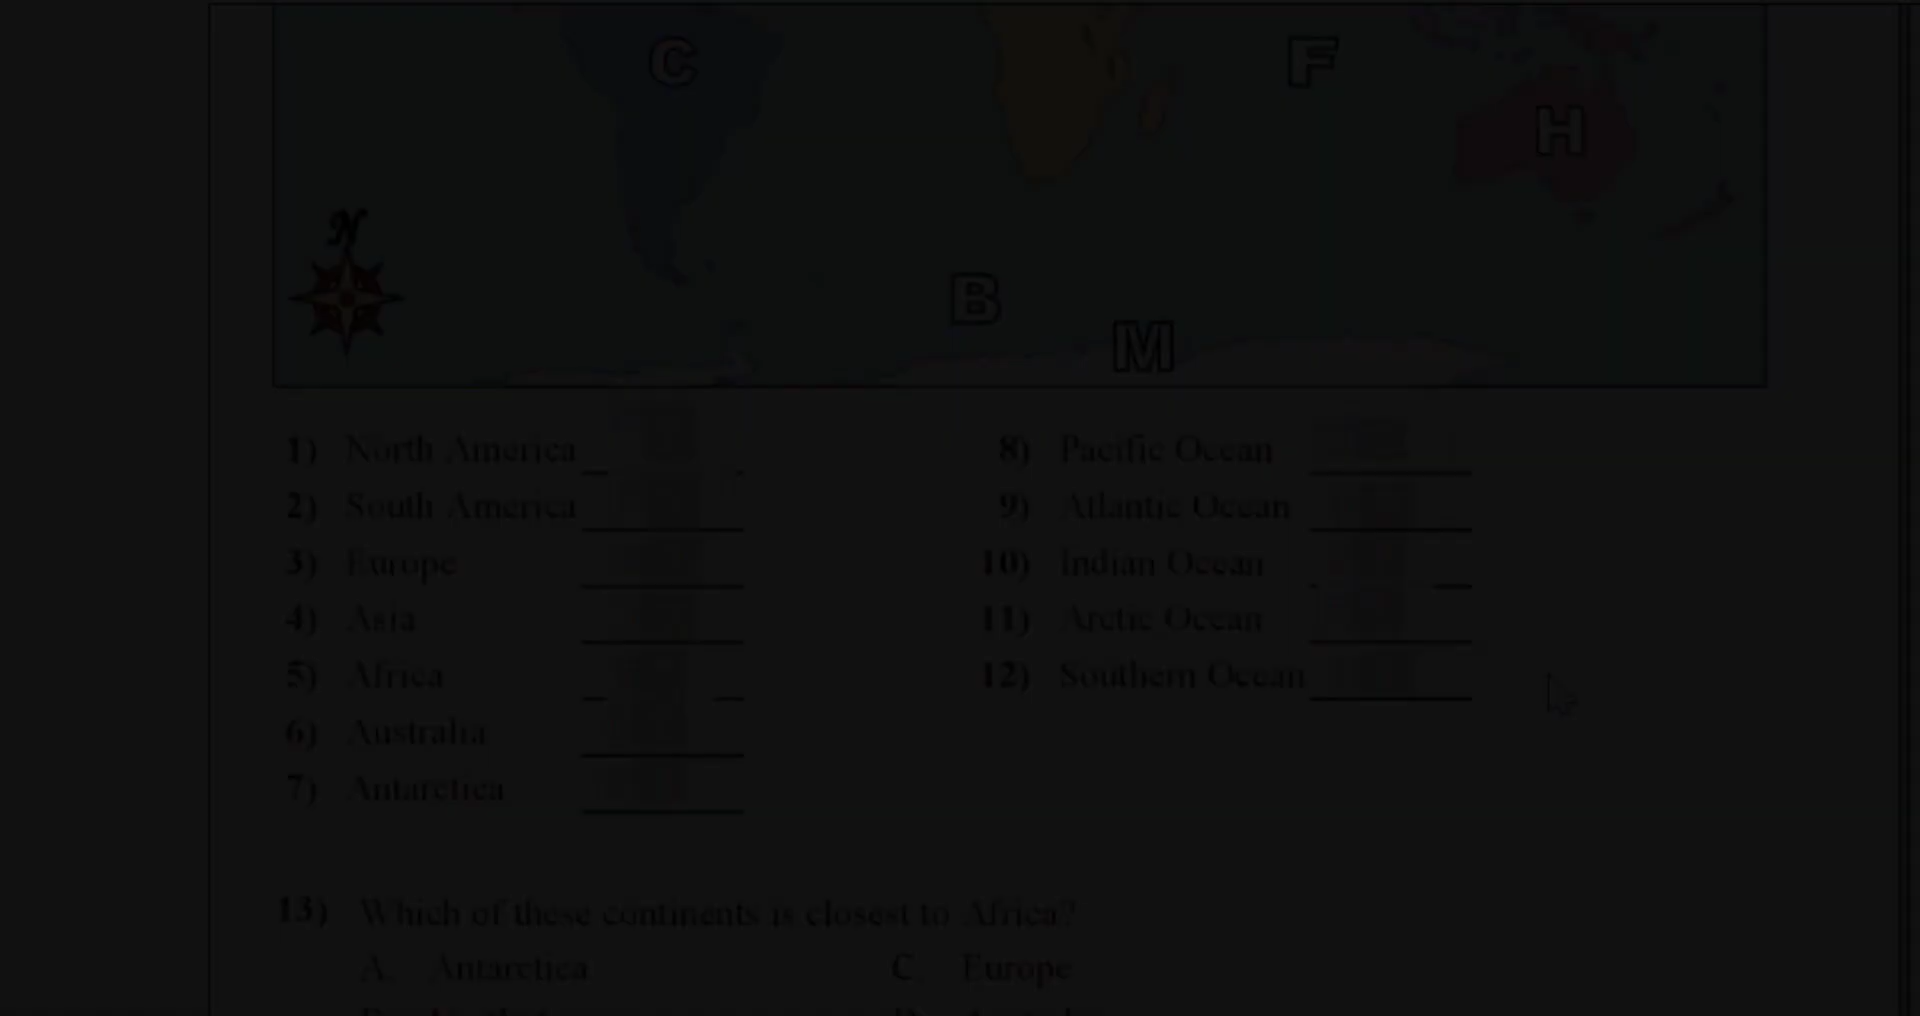 C
F
H
N
B
M
1) North America
8) Pacific Ocean
2) South America
9) Atlantic Ocean
3) Europe
10) Indian Ocean
4) Asia
11) Arctic Ocean
5) Africa
12) Southern Ocean
6) Australia
7) Antarctica
13) Which of these continents is closest to Africa?
A. Antarctica
C. Europe